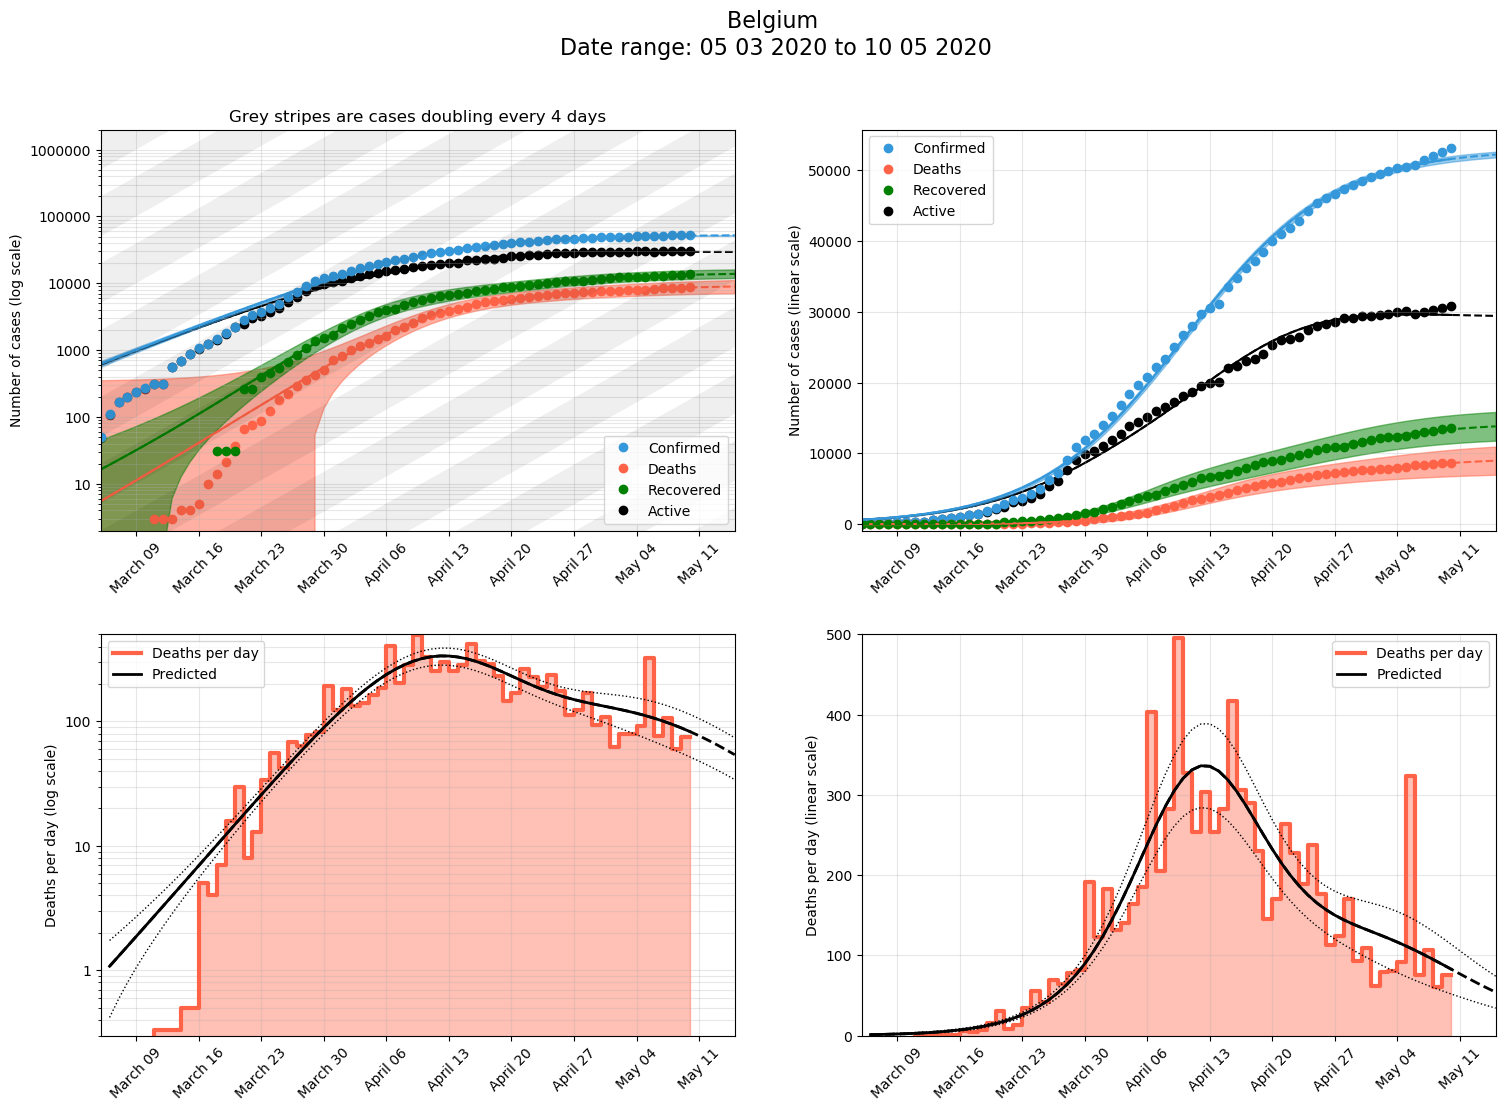 Belgium
Date range: 05 03 2020 to 10 05 2020
Grey stripes are cases doubling every 4 days
Number of cases (log scale)
1000000
100000
10000
1000
100
10
Confirmed
Deaths
Recovered
Active
March 09
March 16
March 23
March 30
April 06
April 13
April 20
April 27
May 04
May 11
Number of cases (linear scale)
50000
40000
30000
20000
10000
0
Confirmed
Deaths
Recovered
Active
March 09
March 16
March 23
March 30
April 06
April 13
April 20
April 27
May 04
May 11
Deaths per day (log scale)
100
10
1
Deaths per day
Predicted
March 09
March 16
March 23
March 30
April 06
April 13
April 20
April 27
May 04
May 11
Deaths per day (linear scale)
500
400
300
200
100
0
Deaths per day
Predicted
March 09
March 16
March 23
March 30
April 06
April 13
April 20
April 27
May 04
May 11